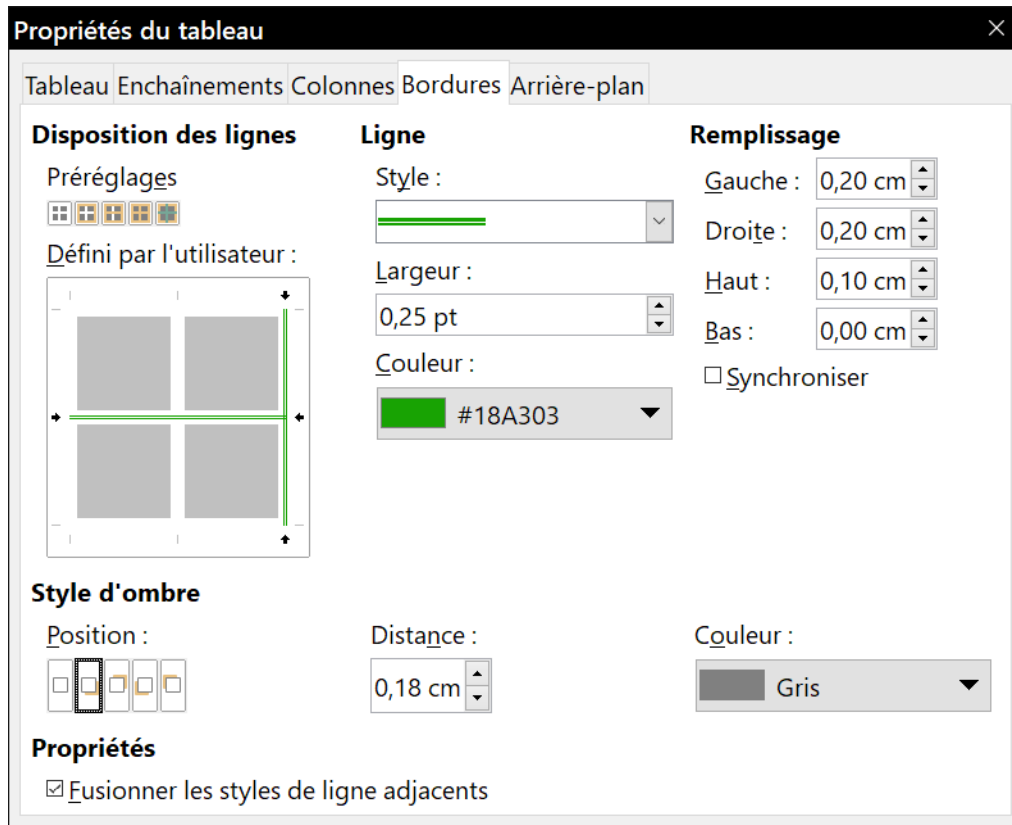 Propriétés du tableau
Tableau Enchaînements Colonnes Bordures Arrière-plan
Disposition des lignes
Préréglages
Défini par l'utilisateur :
Ligne
Style :
Largeur :
0,25 pt
Couleur :
#18A303
Remplissage
Gauche : 0,20 cm
Droite : 0,20 cm
Haut : 0,10 cm
Bas : 0,00 cm
Synchroniser
Style d'ombre
Position :
Distance :
0,18 cm
Couleur :
Gris
Propriétés
Fusionner les styles de ligne adjacents